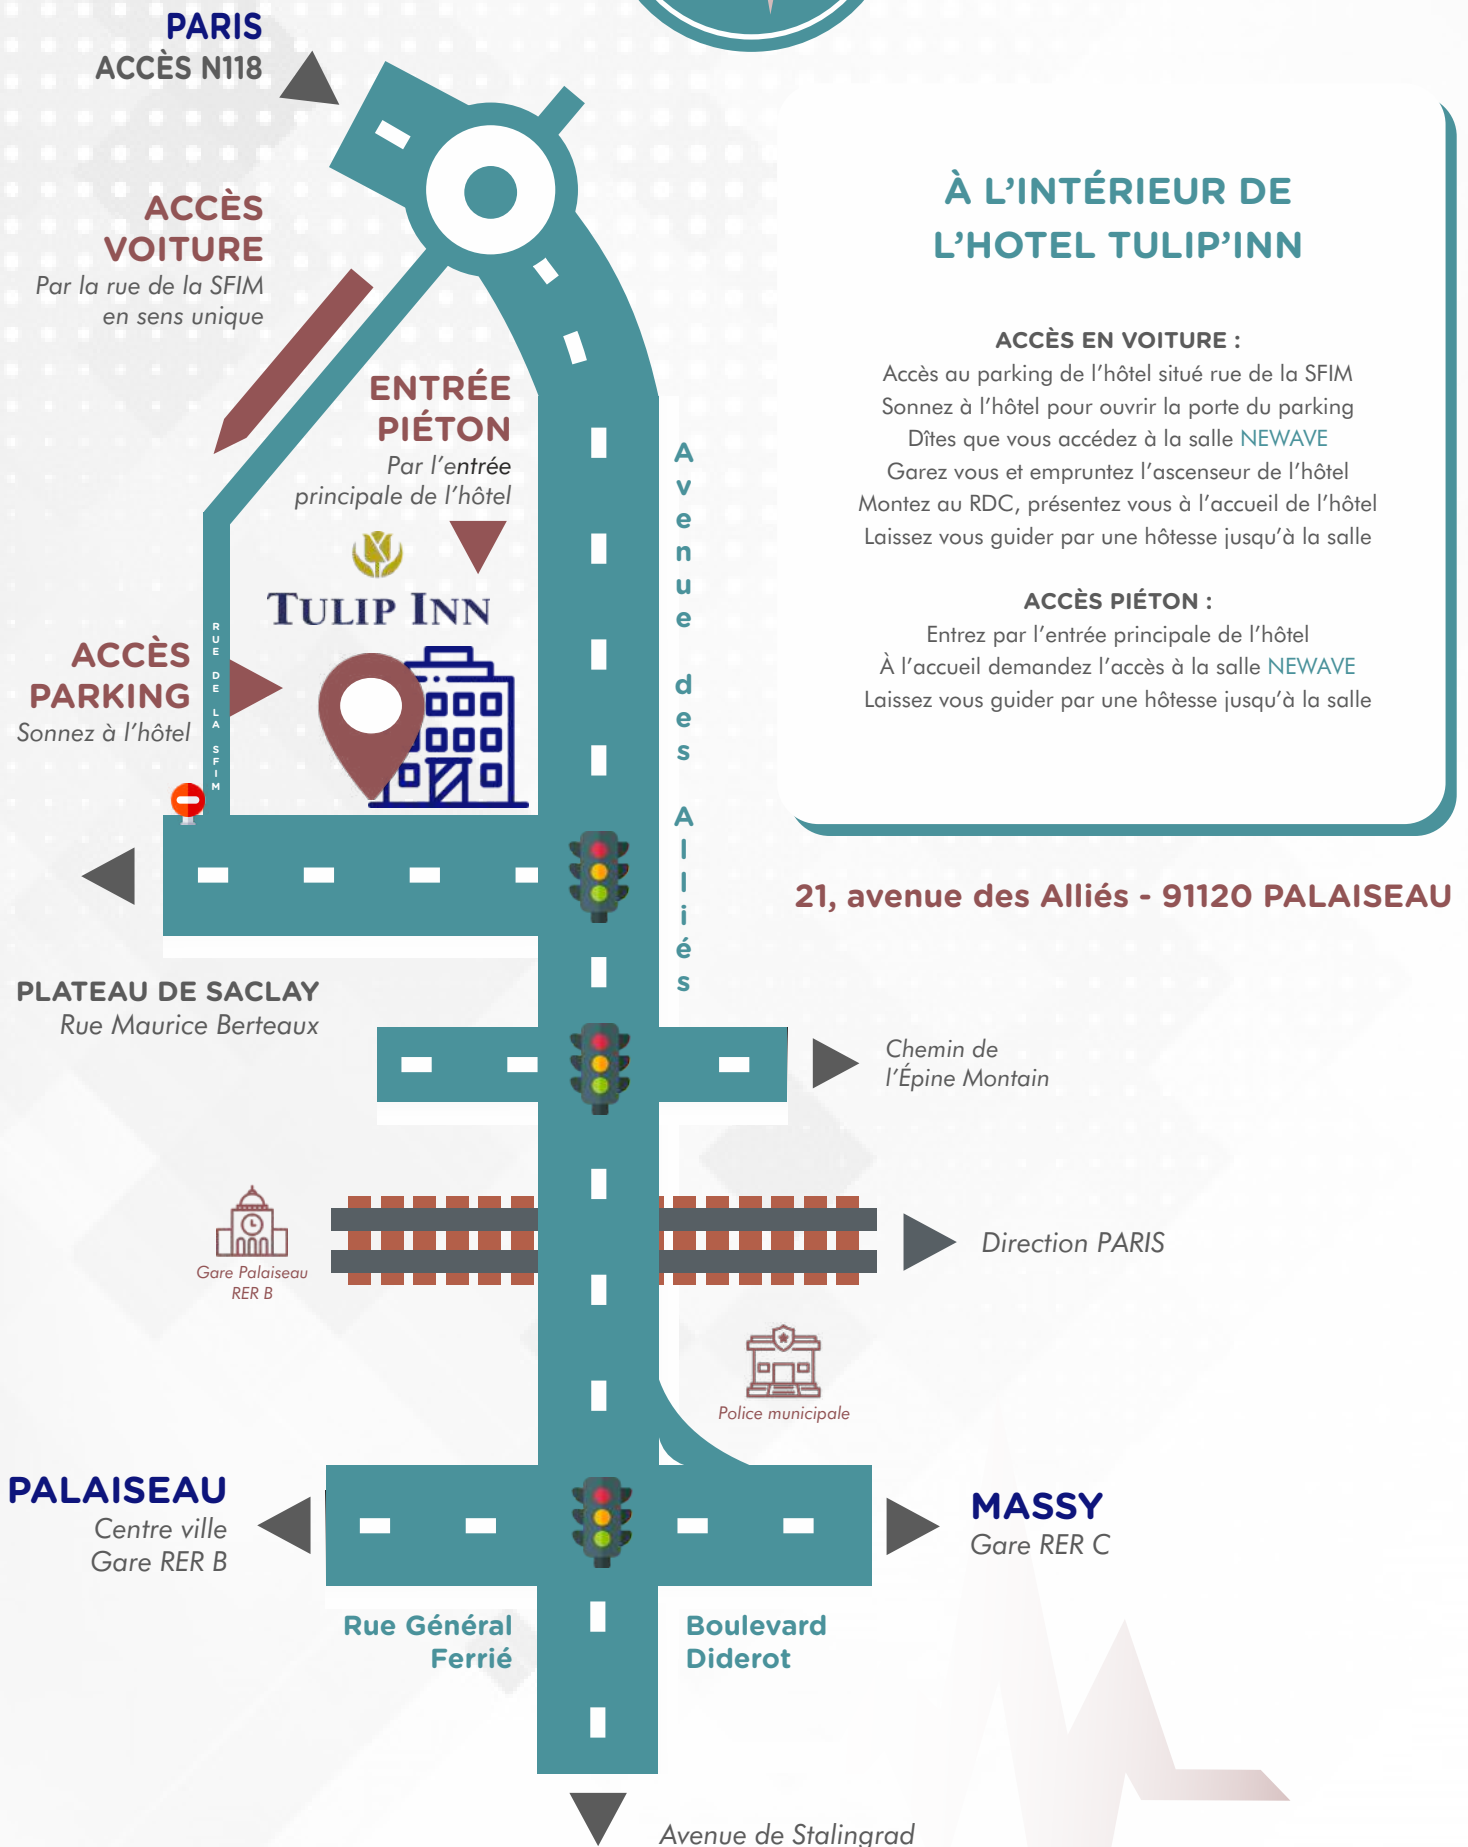 PARIS
ACCÈS N118
ACCÈS
VOITURE
Par la rue de la SFIM
en sens unique
ENTRÉE
PIÉTON
Par l'entrée
principale de l'hôtel
TULIP INN
ACCÈS
PARKING
Sonnez à l'hôtel
RUE DE LA SFIM
Avenue des Alliés
À L'INTÉRIEUR DE
L'HOTEL TULIP'INN
ACCÈS EN VOITURE :
Accès au parking de l'hôtel situé rue de la SFIM
Sonnez à l'hôtel pour ouvrir la porte du parking
Dîtes que vous accédez à la salle NEWAVE
Garez vous et empruntez l'ascenseur de l'hôtel
Montez au RDC, présentez vous à l'accueil de l'hôtel
Laissez vous guider par une hôtesse jusqu'à la salle
ACCÈS PIÉTON :
Entrez par l'entrée principale de l'hôtel
À l'accueil demandez l'accès à la salle NEWAVE
Laissez vous guider par une hôtesse jusqu'à la salle
21, avenue des Alliés - 91120 PALAISEAU
PLATEAU DE SACLAY
Rue Maurice Berteaux
Chemin de
l'Épine Montain
Gare Palaiseau
RER B
Direction PARIS
Police municipale
PALAISEAU
Centre ville
Gare RER B
MASSY
Gare RER C
Rue Général
Ferrié
Boulevard
Diderot
Avenue de Stalingrad